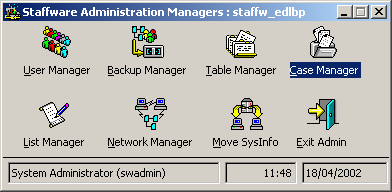 Staffware Administration Managers : staffw_edlbp
User Manager Backup Manager Table Manager Case Manager
List Manager Network Manager Move SysInfo Exit Admin
System Administrator (swadmin) 11:48 18/04/2002